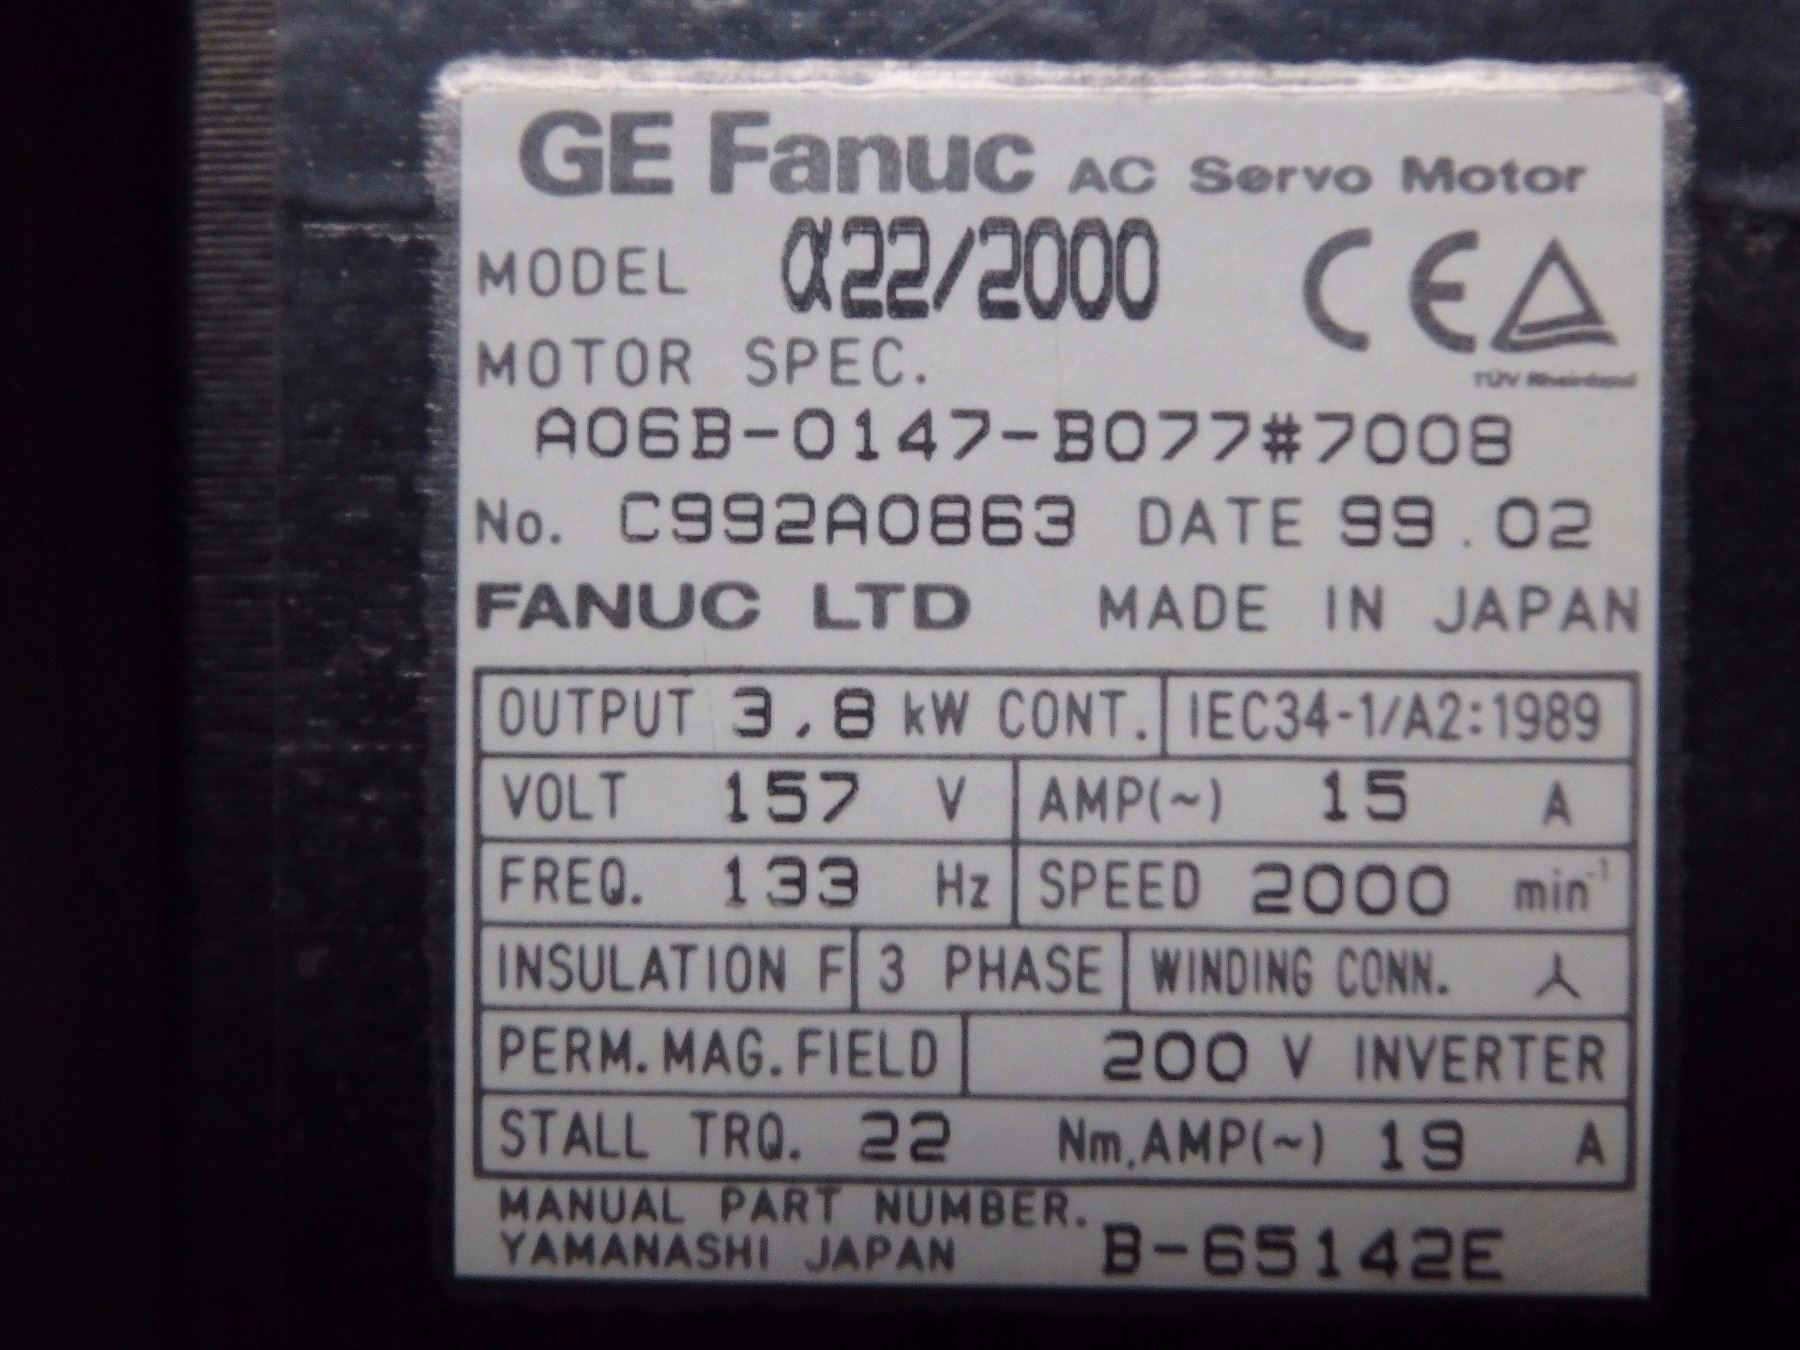 GE Fanuc AC Servo Motor
MODEL α22/2000
CE
TÜV Rheinland
MOTOR SPEC.
A06B-0147-B077#7008
No. C992A0863 DATE 99.02
FANUC LTD MADE IN JAPAN
OUTPUT 3.8 kW CONT. IEC34-1/A2:1989
VOLT 157 V AMP(~) 15 A
FREQ. 133 Hz SPEED 2000 min⁻¹
INSULATION F 3 PHASE WINDING CONN.
PERM.MAG.FIELD 200 V INVERTER
STALL TRQ. 22 Nm,AMP(~) 19 A
MANUAL PART NUMBER.
YAMANASHI JAPAN B-65142E